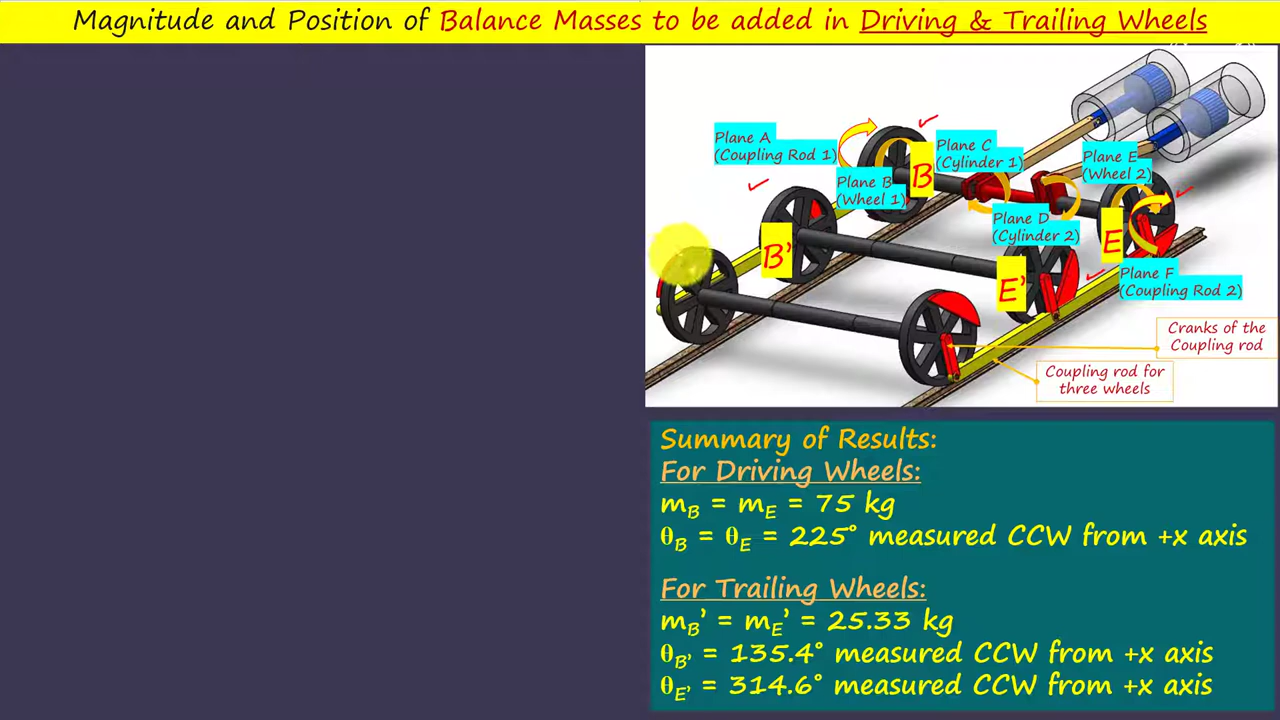 Magnitude and Position of Balance Masses to be added in Driving & Trailing Wheels
Plane A
(Coupling Rod 1)
Plane B
(Wheel 1)
B
Plane C
(Cylinder 1)
Plane E
(Wheel 2)
Plane D
(Cylinder 2)
B'
E
E'
Plane F
(Coupling Rod 2)
Cranks of the
Coupling rod
Coupling rod for
three wheels
Summary of Results:
For Driving Wheels:
mB = mE = 75 kg
θB = θE = 225° measured CCW from +x axis
For Trailing Wheels:
mB' = mE' = 25.33 kg
θB' = 135.4° measured CCW from +x axis
θE' = 314.6° measured CCW from +x axis